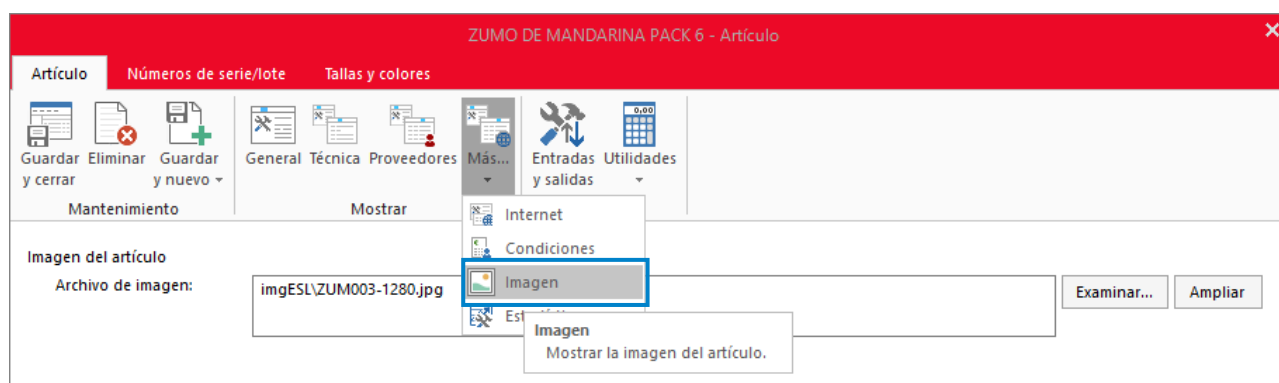 ZUMO DE MANDARINA PACK 6 - Artículo
Artículo Números de serie/lote Tallas y colores
0,00
Guardar Eliminar Guardar General Técnica Proveedores Más... Entradas Utilidades
y cerrar y nuevo y salidas
Mantenimiento Mostrar
Internet
Condiciones
Imagen del artículo
Archivo de imagen: imgESL\ZUM003-1280.jpg Imagen Examinar... Ampliar
Imagen
Mostrar la imagen del artículo.